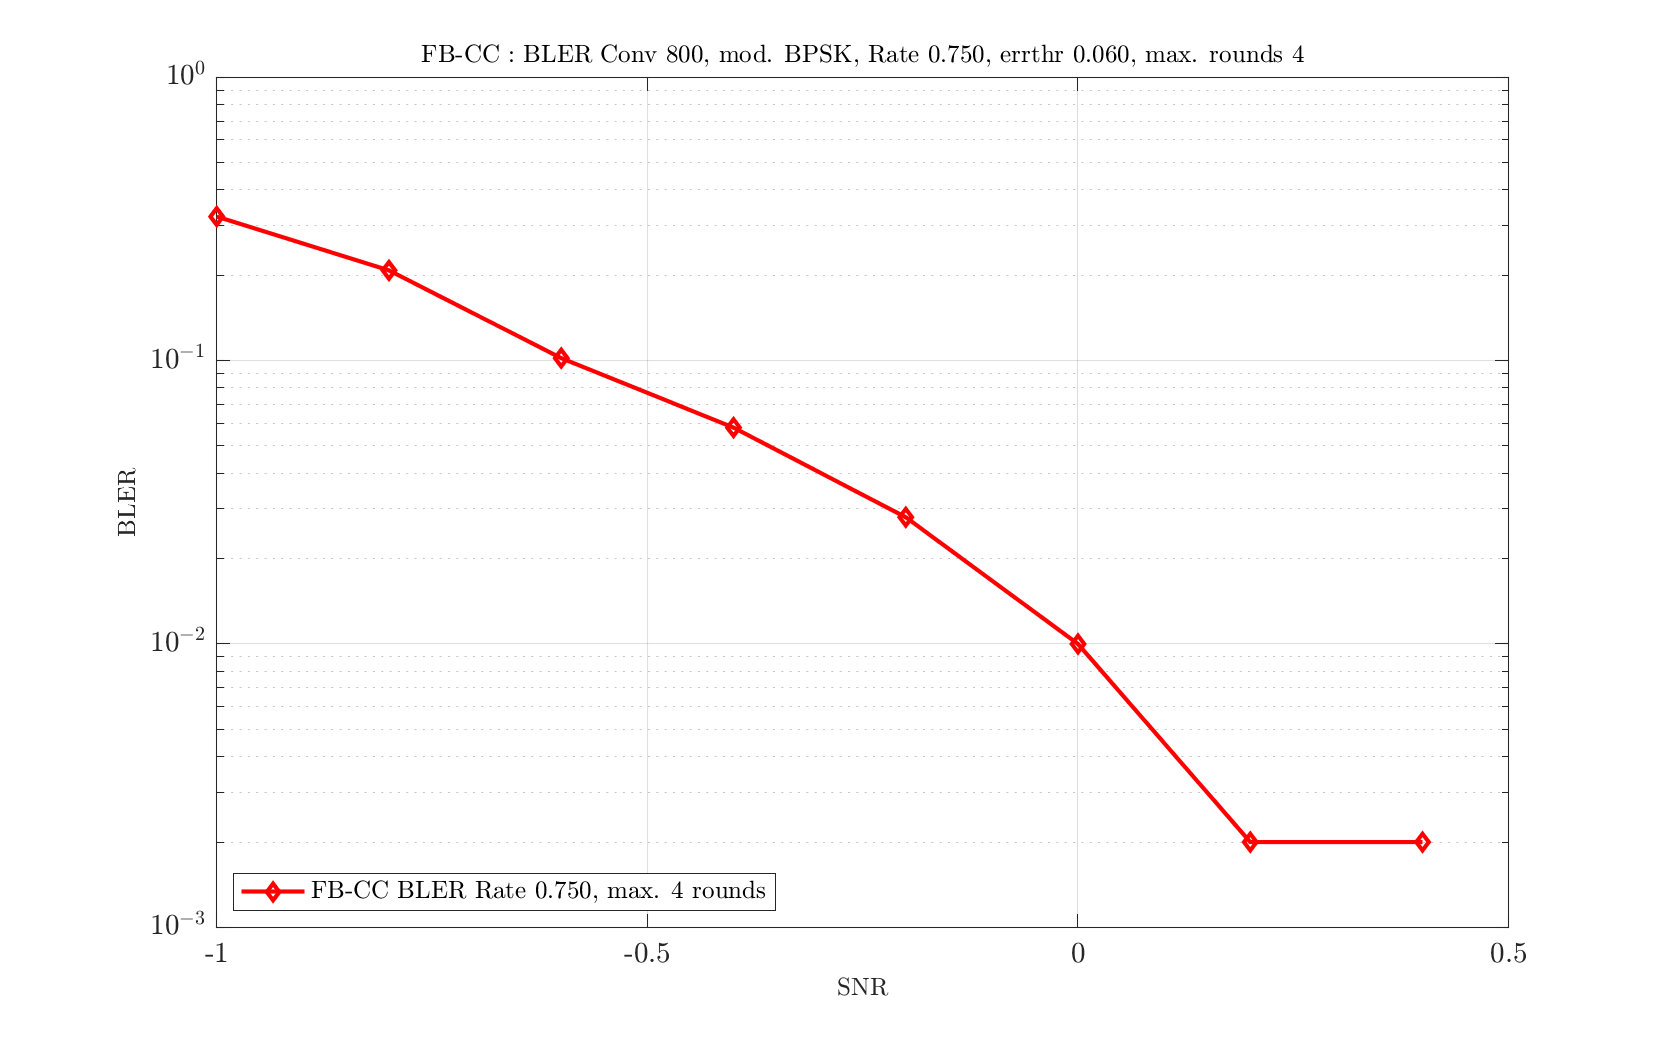 FB-CC : BLER Conv 800, mod. BPSK, Rate 0.750, errthr 0.060, max. rounds 4
10^0
10^-1
10^-2
10^-3
BLER
FB-CC BLER Rate 0.750, max. 4 rounds
-1
-0.5
0
0.5
SNR